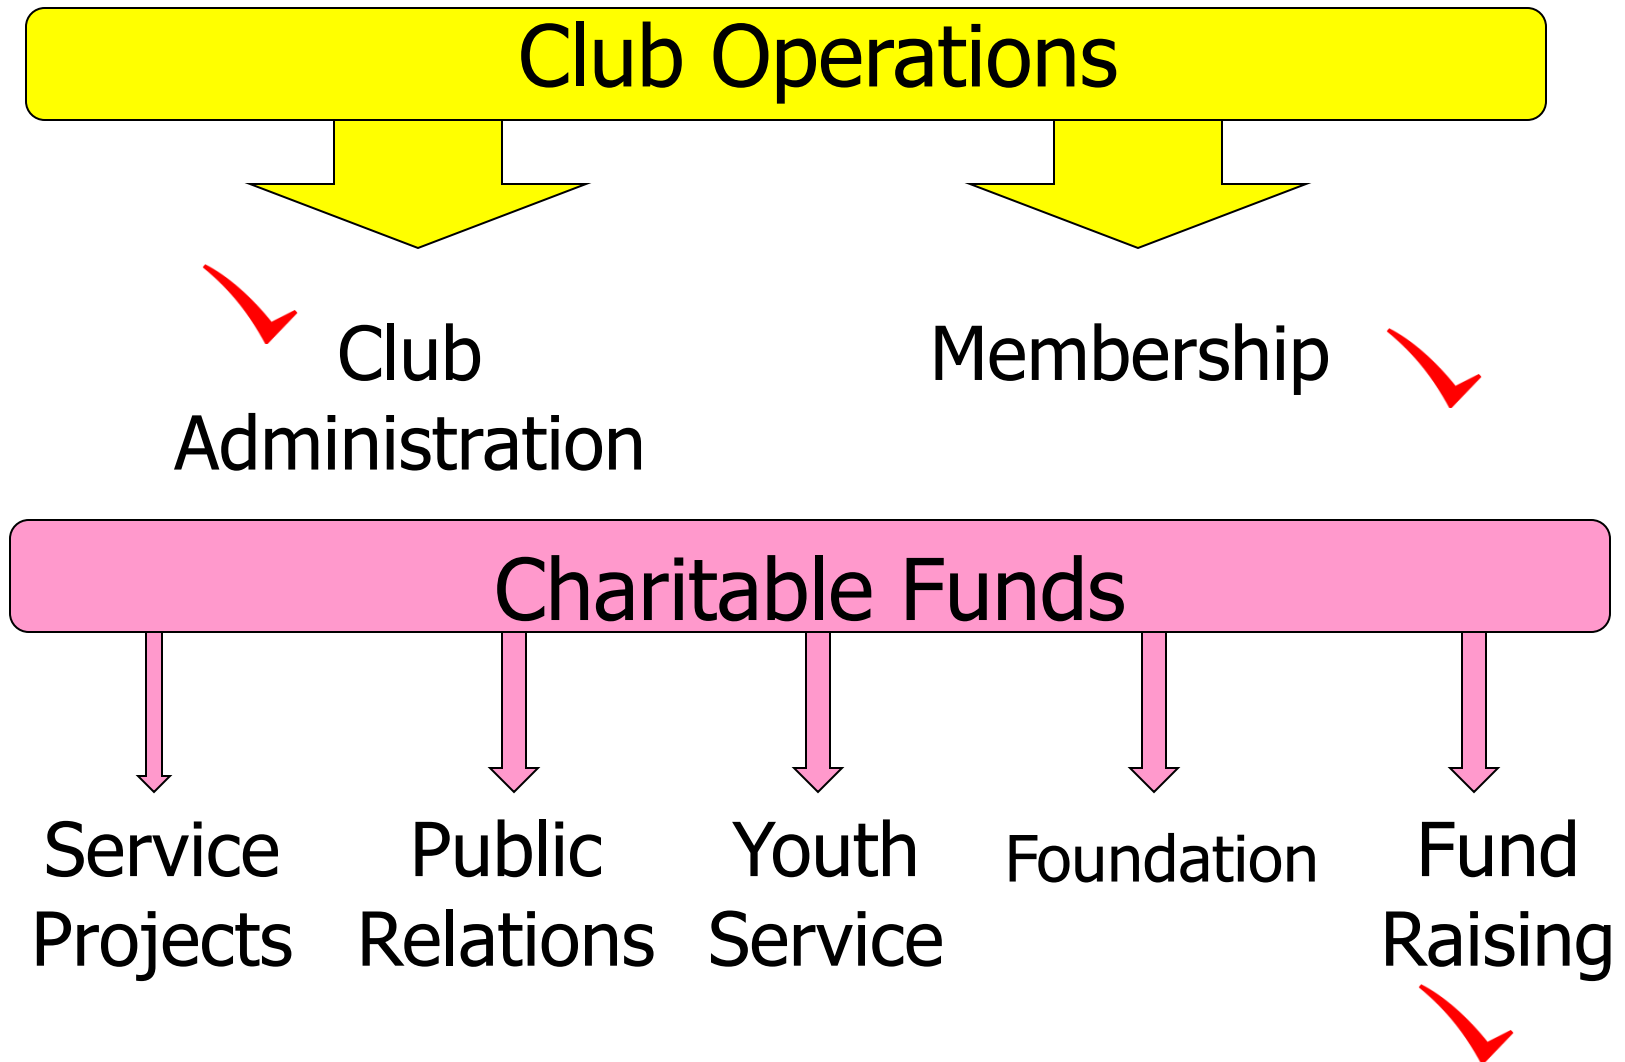 Club Operations
Club
Administration
Membership
Charitable Funds
Service
Projects
Public
Relations
Youth
Service
Foundation
Fund
Raising